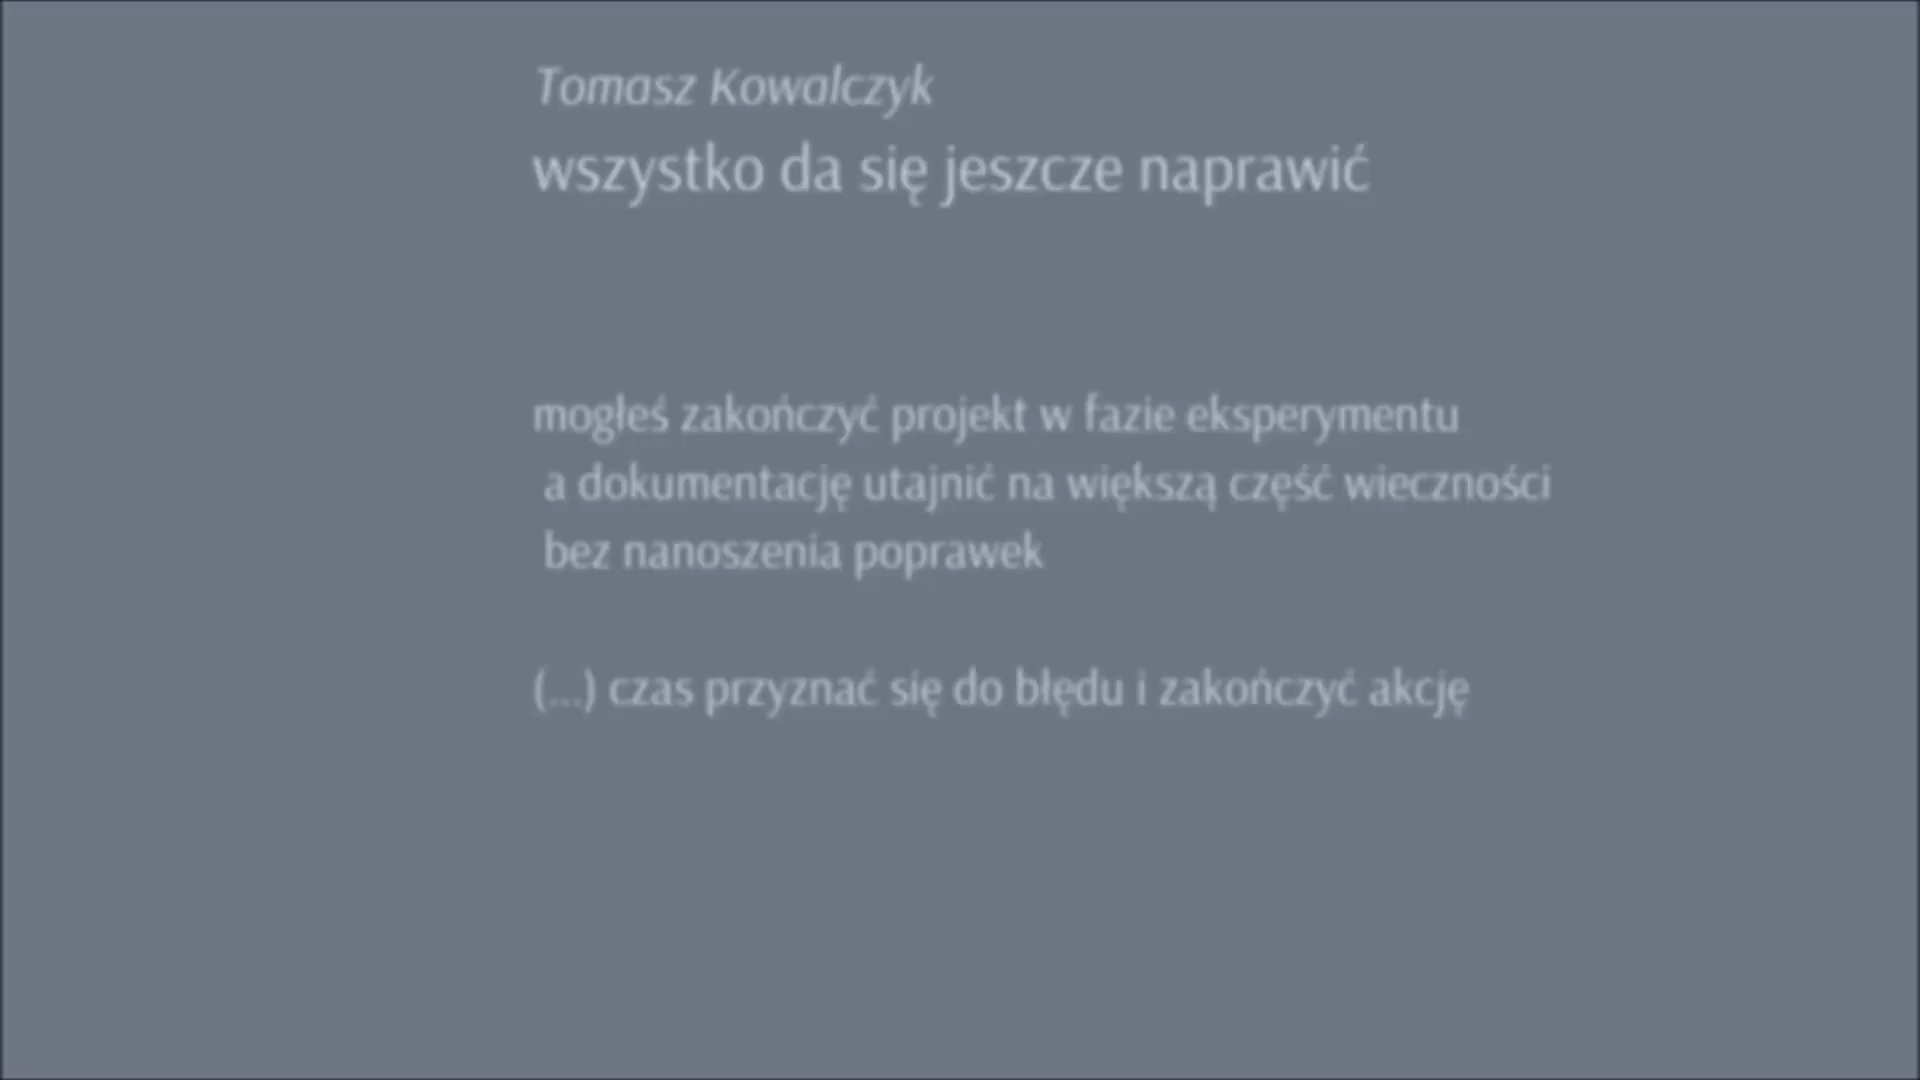 Tomasz Kowalczyk
wszystko da się jeszcze naprawić
mogłeś zakończyć projekt w fazie eksperymentu
a dokumentację utajnić na większą część wieczności
bez nanoszenia poprawek
(...) czas przyznać się do błędu i zakończyć akcję